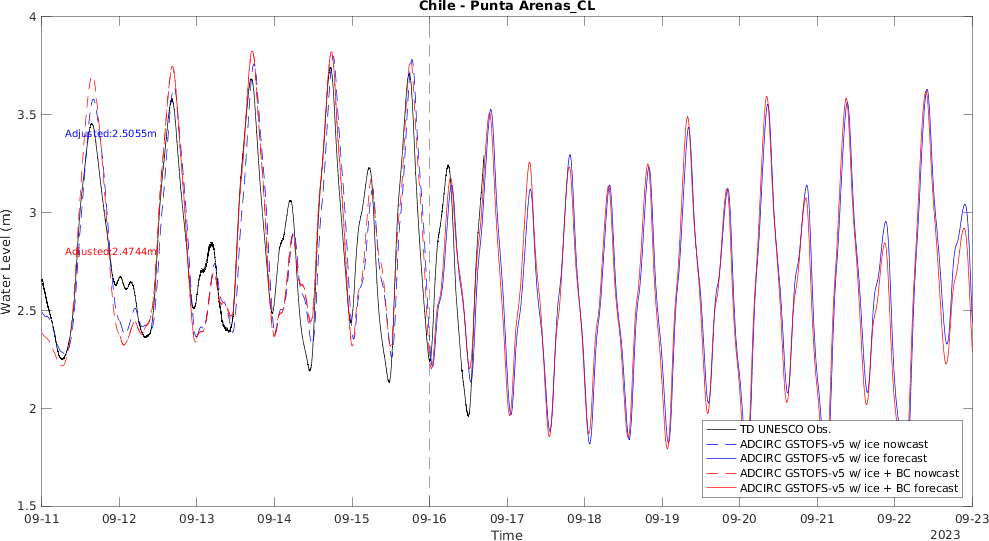 Chile - Punta Arenas_CL
4
3.5
3
2.5
2
1.5
Water Level (m)
Adjusted:2.5055m
Adjusted:2.4744m
TD UNESCO Obs.
ADCIRC GSTOFS-v5 w/ ice nowcast
ADCIRC GSTOFS-v5 w/ ice forecast
ADCIRC GSTOFS-v5 w/ ice + BC nowcast
ADCIRC GSTOFS-v5 w/ ice + BC forecast
09-11 09-12 09-13 09-14 09-15 09-16 09-17 09-18 09-19 09-20 09-21 09-22 09-23
Time
2023